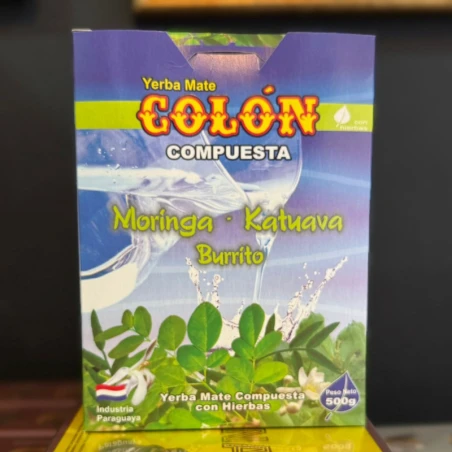 Yerba Mate
COLÓN
COMPUESTA
Moringa · Katuava
Burrito
Industria
Paraguaya
Yerba Mate Compuesta
con Hierbas
Peso Neto
500g